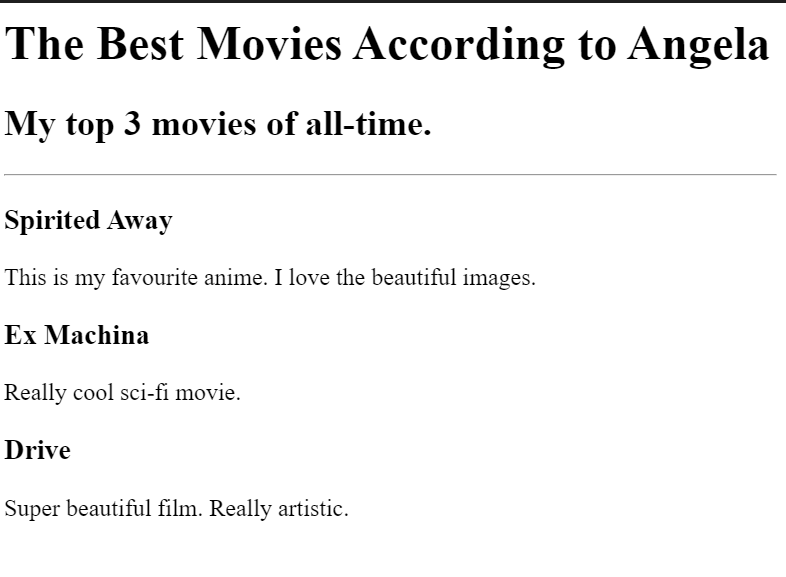 The Best Movies According to Angela
My top 3 movies of all-time.
Spirited Away
This is my favourite anime. I love the beautiful images.
Ex Machina
Really cool sci-fi movie.
Drive
Super beautiful film. Really artistic.